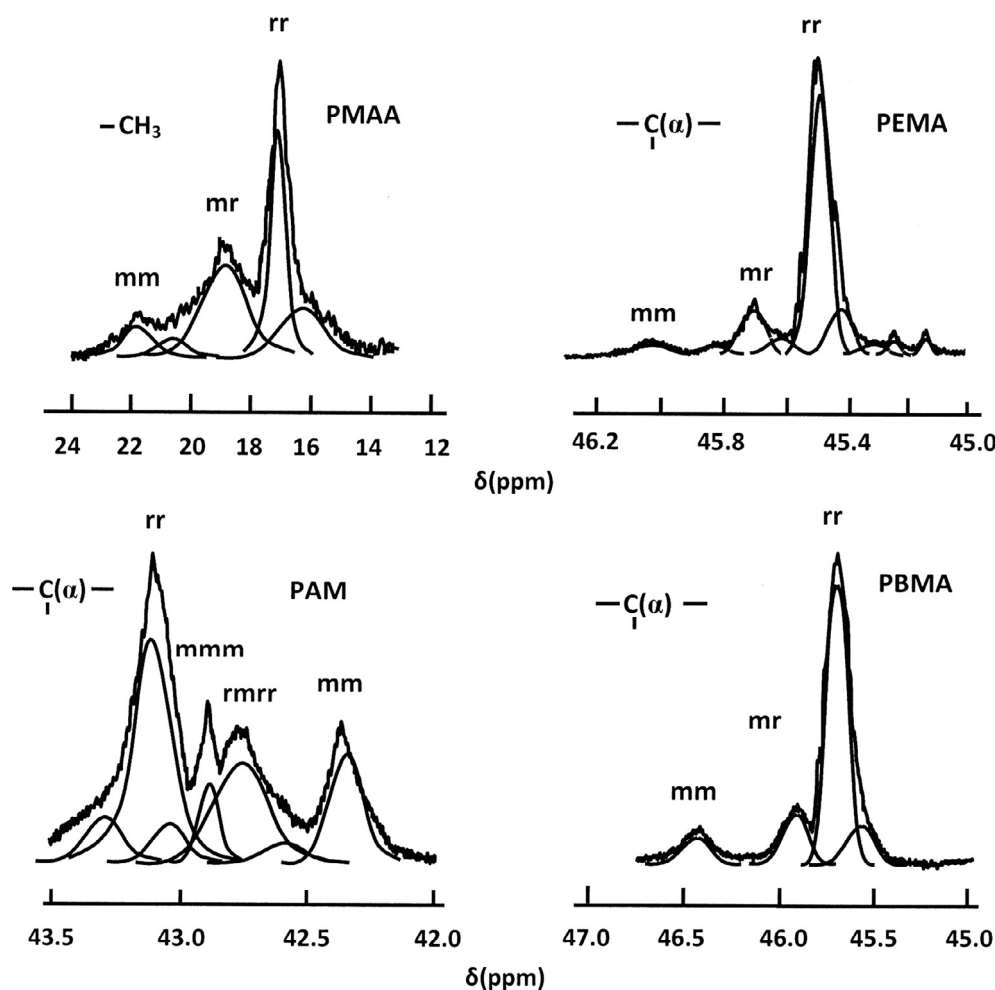 rr
–CH₃
PMAA
mr
mm
24 22 20 18 16 14 12
rr
—C(α)—
PEMA
mr
mm
46.2 45.8 45.4 45.0
δ(ppm)
rr
—C(α)—
PAM
mmm
rmrr
mm
43.5 43.0 42.5 42.0
rr
—C(α) —
PBMA
mr
mm
47.0 46.5 46.0 45.5 45.0
δ(ppm)